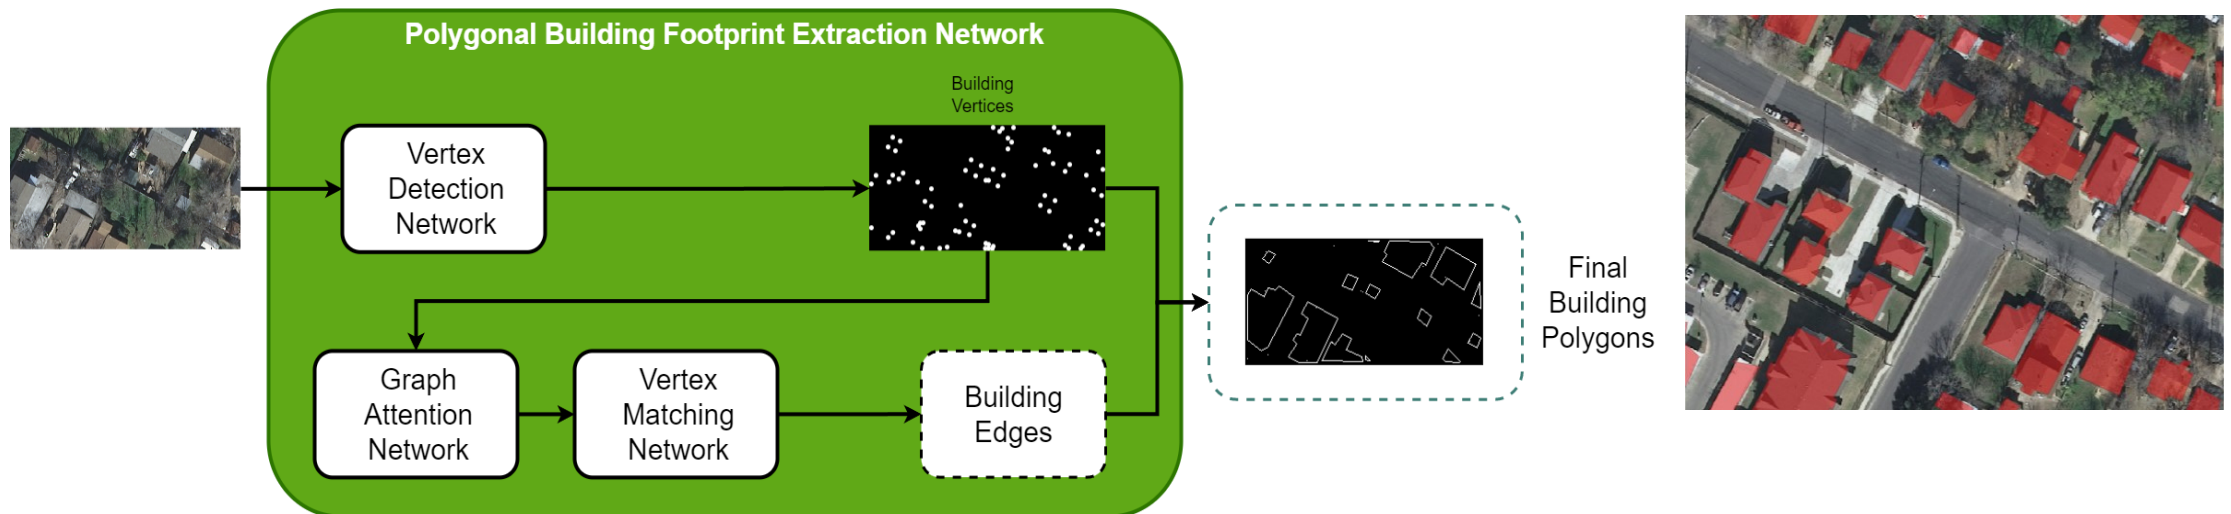 Polygonal Building Footprint Extraction Network
Building
Vertices
Vertex
Detection
Network
Graph
Attention
Network
Vertex
Matching
Network
Building
Edges
Final
Building
Polygons